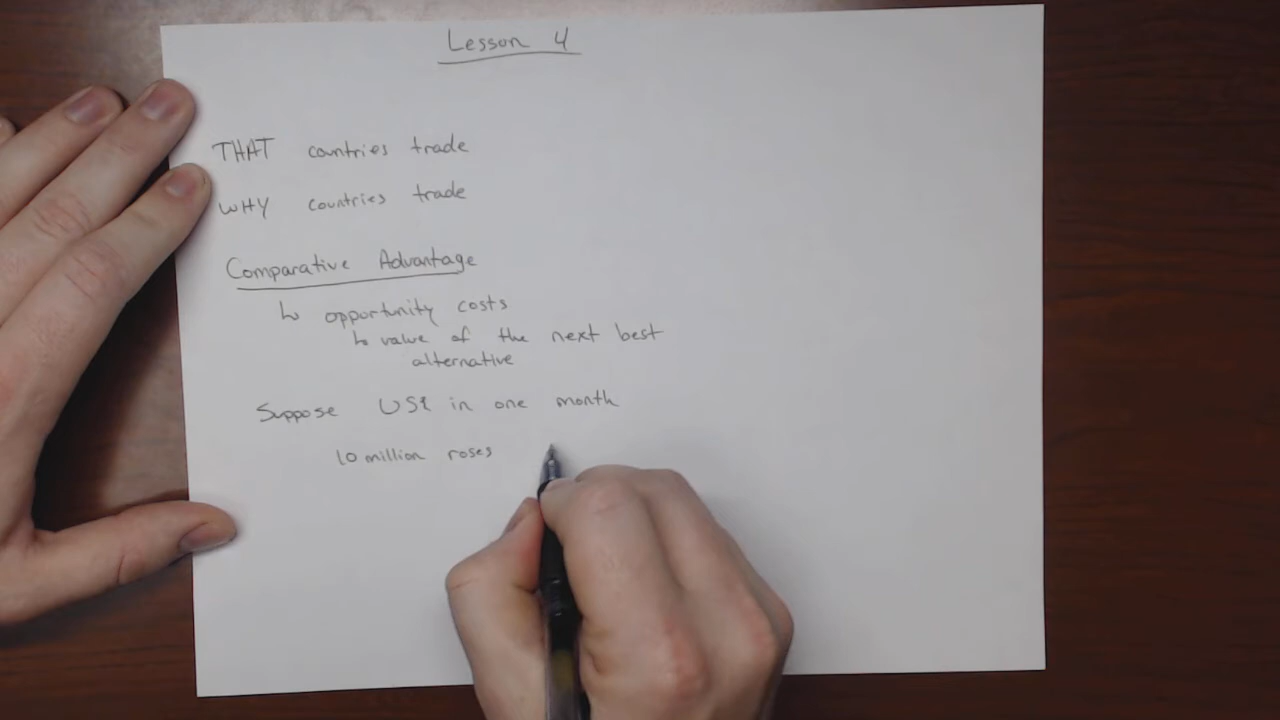 Lesson 4
THAT countries trade
WHY countries trade
Comparative Advantage
↳ opportunity costs
↳ value of the next best
alternative
Suppose US: in one month
10 million roses